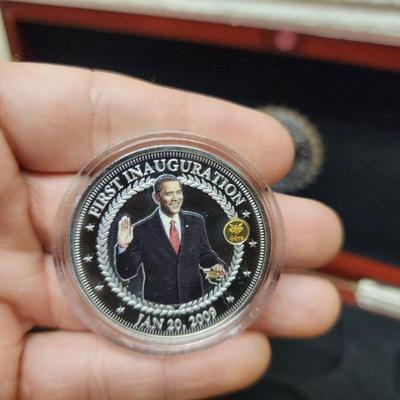 FIRST INAUGURATION
JAN 20, 2009